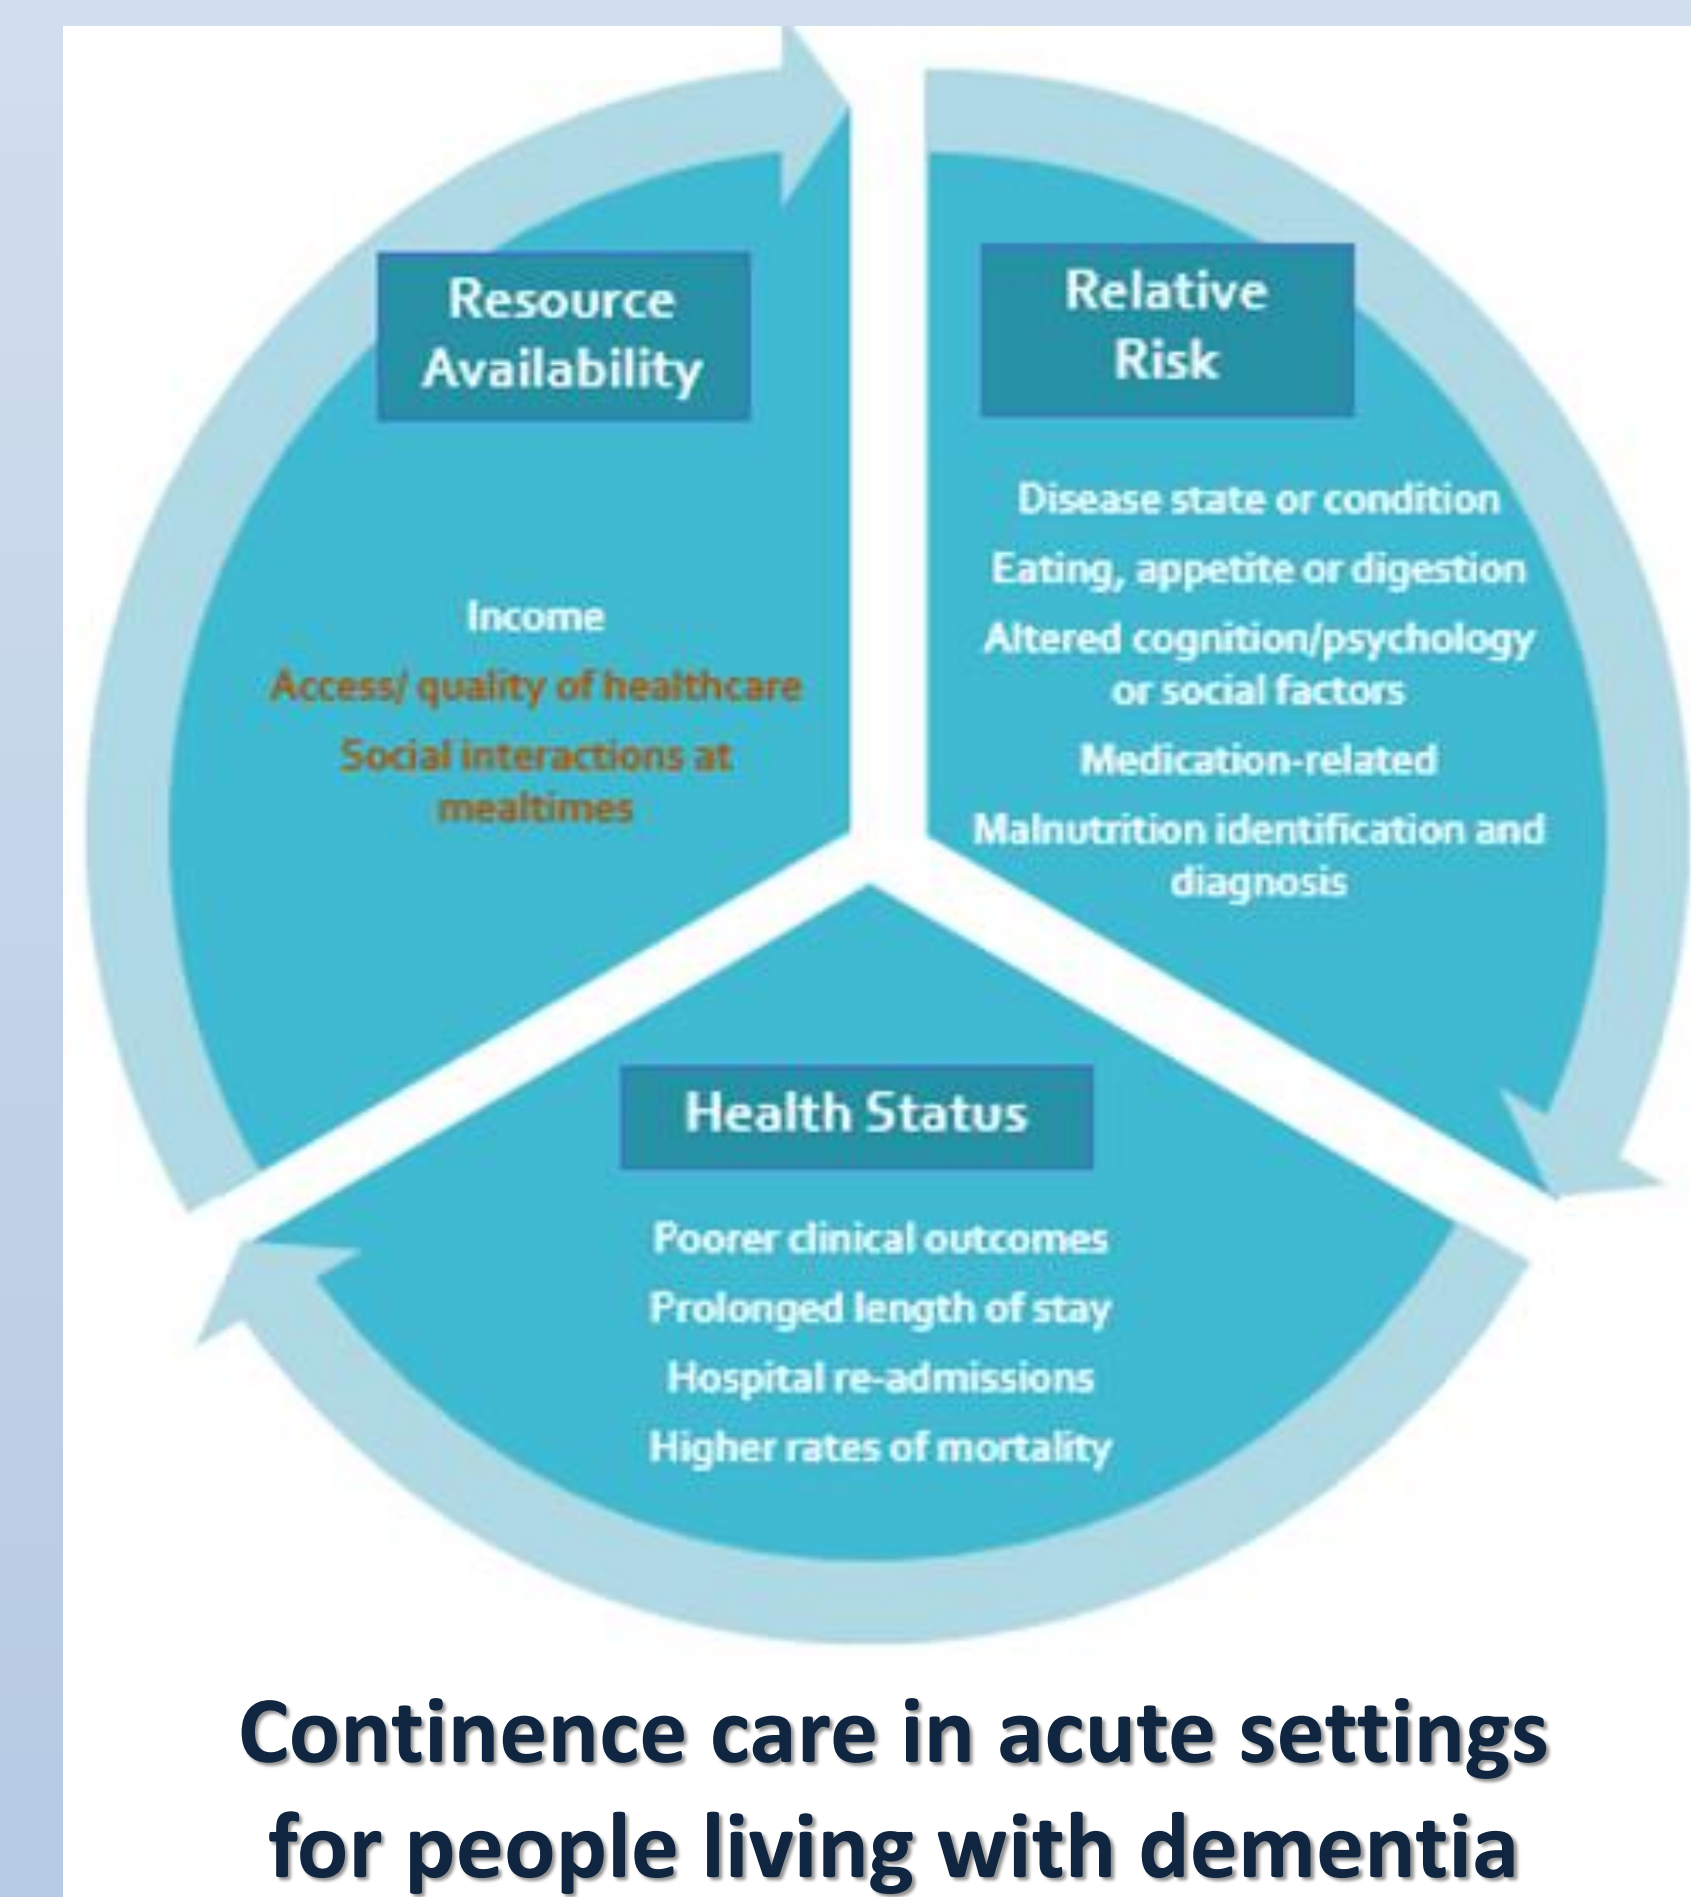 Resource
Availability
Income
Access/ quality of healthcare
Social interactions at
mealtimes
Relative
Risk
Disease state or condition
Eating, appetite or digestion
Altered cognition/psychology
or social factors
Medication-related
Malnutrition identification and
diagnosis
Health Status
Poorer clinical outcomes
Prolonged length of stay
Hospital re-admissions
Higher rates of mortality
Continence care in acute settings
for people living with dementia